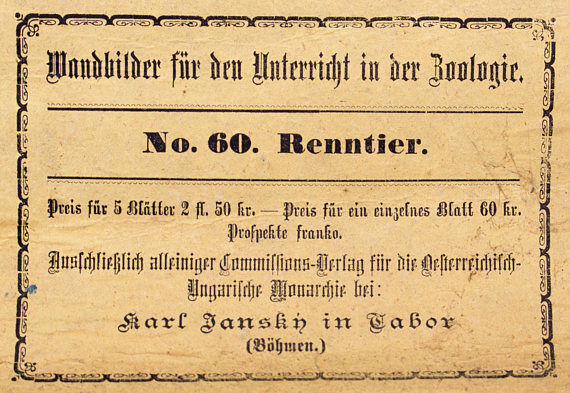 Wandbilder für den Unterricht in der Zoologie.
No. 60. Renntier.
Preis für 5 Blätter 2 fl. 50 kr. — Preis für ein einzelnes Blatt 60 kr.
Prospekte franko.
Ausschließlich alleiniger Commissions-Verlag für die Oesterreichisch-
Ungarische Monarchie bei:
Karl Jansky in Tabor
(Böhmen.)